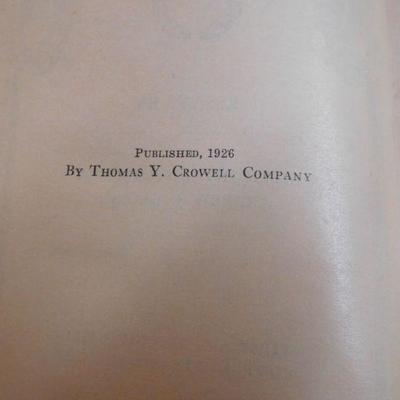 Published, 1926
By Thomas Y. Crowell Company